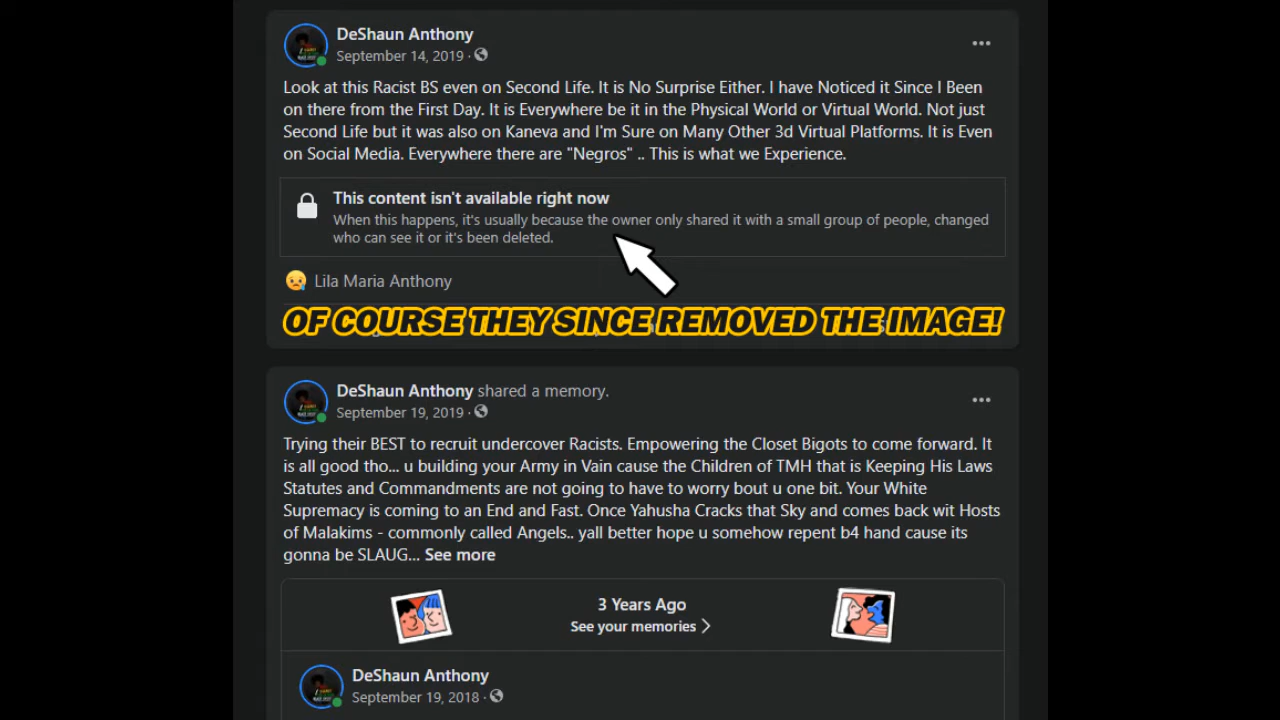 DeShaun Anthony
September 14, 2019 ·
Look at this Racist BS even on Second Life. It is No Surprise Either. I have Noticed it Since I Been
on there from the First Day. It is Everywhere be it in the Physical World or Virtual World. Not just
Second Life but it was also on Kaneva and I'm Sure on Many Other 3d Virtual Platforms. It is Even
on Social Media. Everywhere there are "Negros" .. This is what we Experience.
This content isn't available right now
When this happens, it's usually because the owner only shared it with a small group of people, changed
who can see it or it's been deleted.
Lila Maria Anthony
OF COURSE THEY SINCE REMOVED THE IMAGE!
DeShaun Anthony shared a memory.
September 19, 2019 ·
Trying their BEST to recruit undercover Racists. Empowering the Closet Bigots to come forward. It
is all good tho... u building your Army in Vain cause the Children of TMH that is Keeping His Laws
Statutes and Commandments are not going to have to worry bout u one bit. Your White
Supremacy is coming to an End and Fast. Once Yahusha Cracks that Sky and comes back wit Hosts
of Malakims - commonly called Angels.. yall better hope u somehow repent b4 hand cause its
gonna be SLAUG... See more
3 Years Ago
See your memories
DeShaun Anthony
September 19, 2018 ·